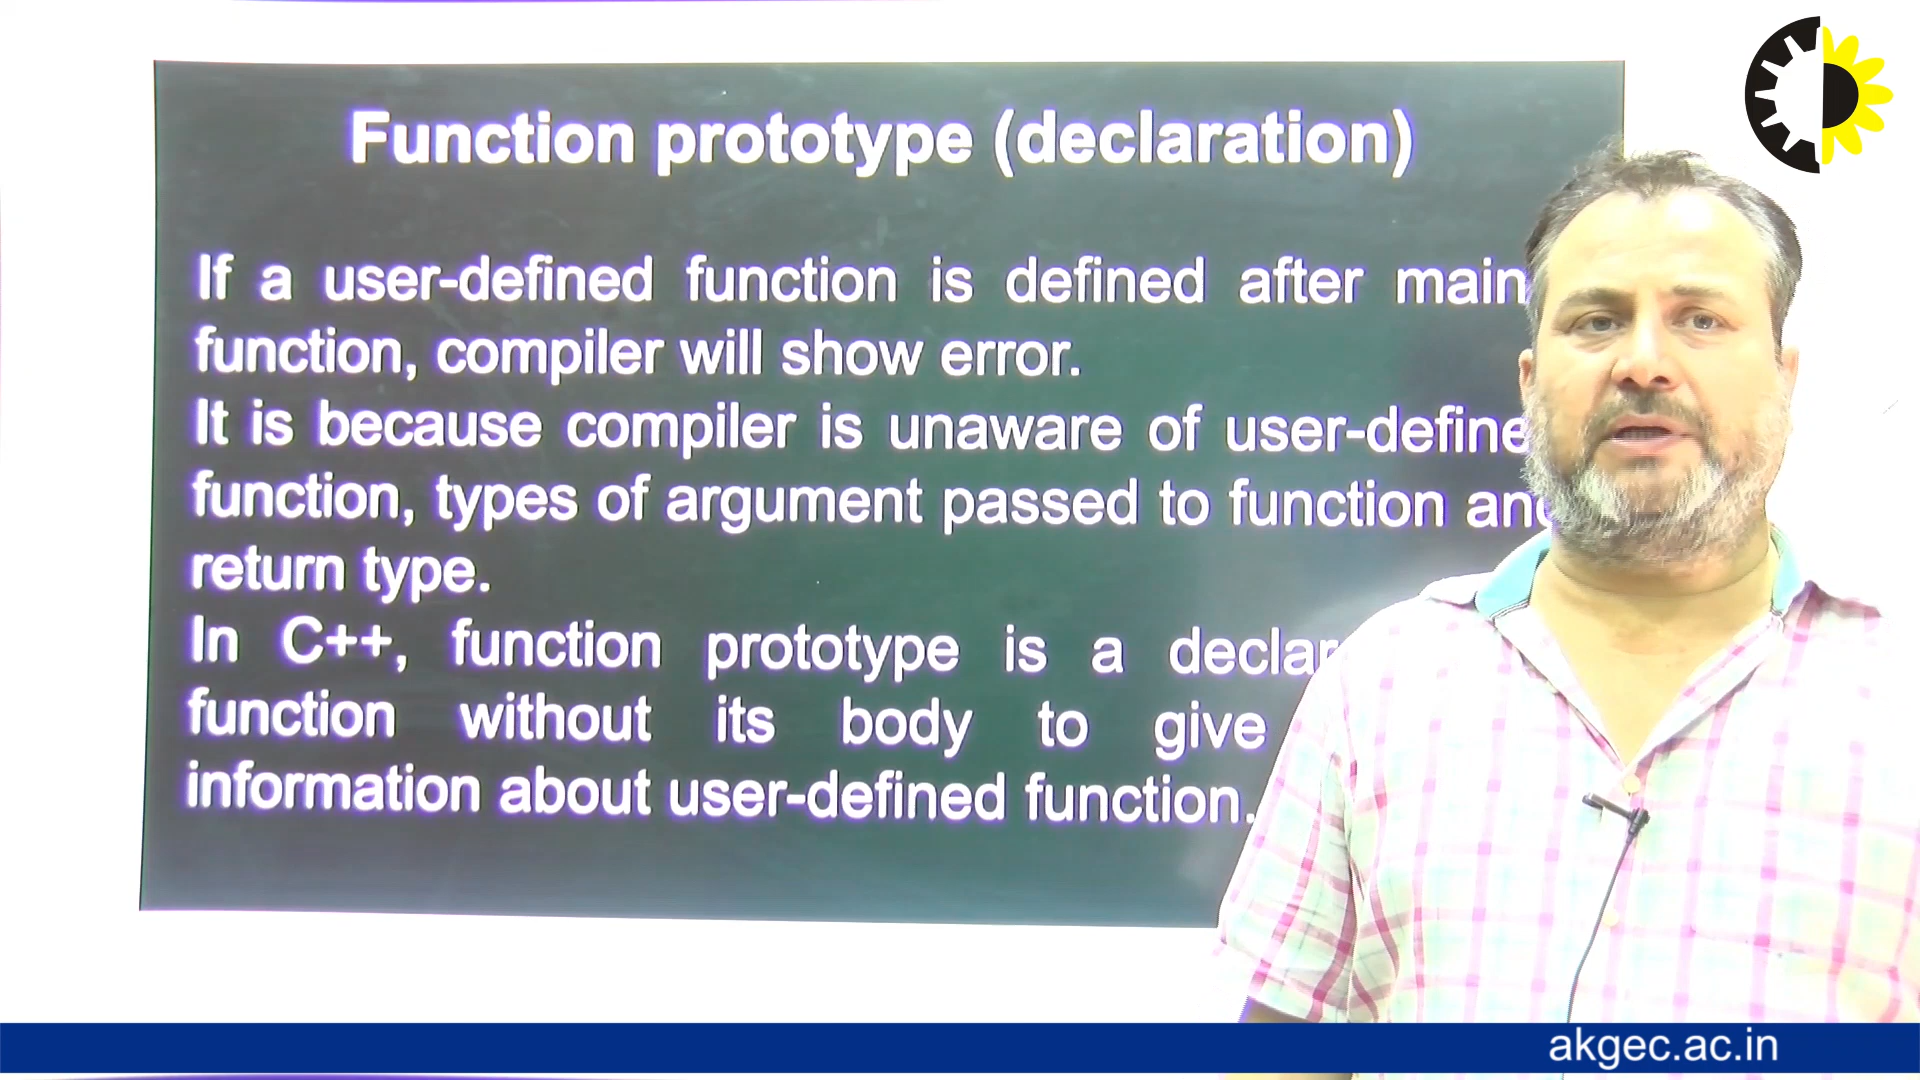 Function prototype (declaration)
If a user-defined function is defined after main
function, compiler will show error.
It is because compiler is unaware of user-define
function, types of argument passed to function and
return type.
In C++, function prototype is a declar
function without its body to give
information about user-defined function.
akgec.ac.in